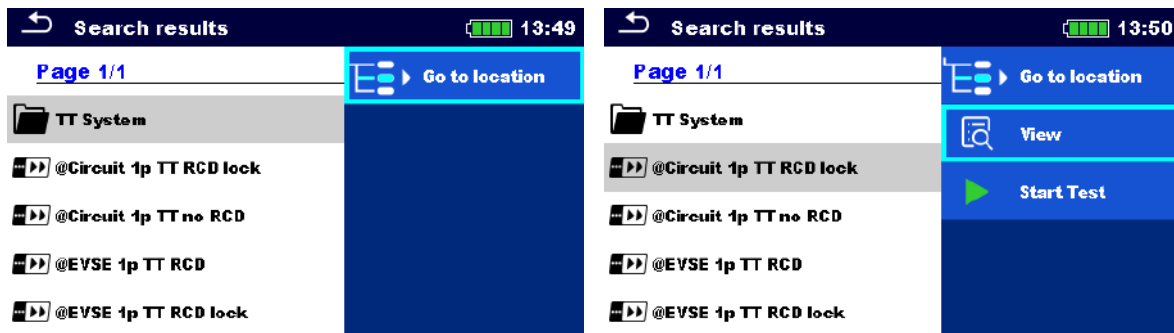 Search results 13:49
Page 1/1
Go to location
TT System
@Circuit 1p TT RCD lock
@Circuit 1p TT no RCD
@EVSE 1p TT RCD
@EVSE 1p TT RCD lock
Search results 13:50
Page 1/1
Go to location
TT System
View
@Circuit 1p TT RCD lock
Start Test
@Circuit 1p TT no RCD
@EVSE 1p TT RCD
@EVSE 1p TT RCD lock